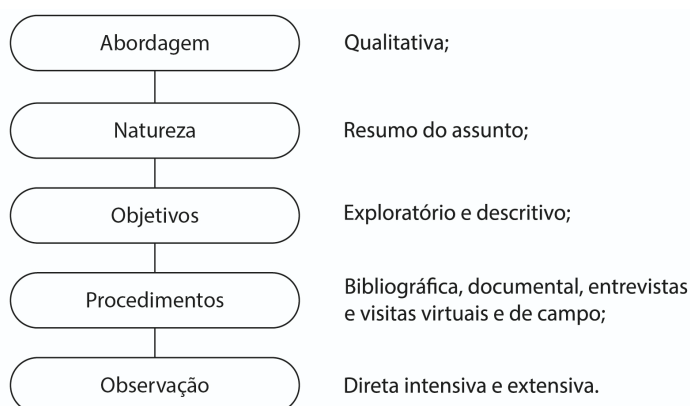 Abordagem
Qualitativa;
Natureza
Resumo do assunto;
Objetivos
Exploratório e descritivo;
Procedimentos
Bibliográfica, documental, entrevistas
e visitas virtuais e de campo;
Observação
Direta intensiva e extensiva.